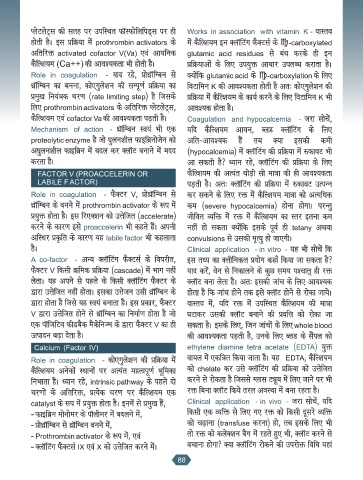 प्लेटलेट्स की सतह पर उपस्थित फॉस्फोलिपिड्स पर ही
होती है। इस प्रक्रिया में prothrombin activators के
अतिरिक्त activated cofactor V(Va) एवं आयनिक
कैल्शियम (Ca++) की आवश्यकता भी होती है।
Role in coagulation - याद रहे, प्रोथ्रॉम्बिन से
थ्रॉम्बिन का बनना, कोएगुलेशन की सम्पूर्ण प्रक्रिया का
प्रमुख नियंत्रक चरण (rate limiting step) है जिसके
लिए prothrombin activators के अतिरिक्त प्लेटलेट्स,
कैल्शियम एवं cofactor Va की आवश्यकता पड़ती है।
Mechanism of action - थ्रॉम्बिन स्वयं भी एक
proteolytic enzyme है जो घुलनशील फाइब्रिनोजेन को
अघुलनशील फाइब्रिन में बदल कर क्लॉट बनाने में मदद
करता है।
FACTOR V (PROACCELERIN OR
LABILE FACTOR)
Role in coagulation - फैक्टर V, प्रोथ्रॉम्बिन से
थ्रॉम्बिन के बनने में prothrombin activator के रूप में
प्रयुक्त होता है। इस रिएक्शन को उत्तेजित (accelerate)
करने के कारण इसे proaccelerin भी कहते हैं। अपनी
अस्थिर प्रकृति के कारण यह labile factor भी कहलाता
है।
A co-factor - अन्य क्लॉटिंग फैक्टर्स के विपरीत,
फैक्टर V किसी क्रमिक प्रक्रिया (cascade) में भाग नहीं
लेता। यह अपने से पहले के किसी क्लॉटिंग फैक्टर के
द्वारा उत्तेजित नहीं होता। इसका उत्तेजन उसी थ्रॉम्बिन के
द्वारा होता है जिसे यह स्वयं बनाता है। इस प्रकार, फैक्टर
V द्वारा उत्तेजित होने से थ्रॉम्बिन का निर्माण होता है जो
एक पॉजिटिव फीडबैक मैकेनिज्म के द्वारा फैक्टर V का ही
उत्पादन बढ़ा देता है।
Calcium (Factor IV)
Role in coagulation - कोएगुलेशन की प्रक्रिया में
कैल्शियम अनेकों स्थानों पर अत्यंत महत्वपूर्ण भूमिका
निभाता है। ध्यान रहे, intrinsic pathway के पहले दो
चरणों के अतिरिक्त, प्रत्येक चरण पर कैल्शियम एक
catalyst के रूप में प्रयुक्त होता है। इनमें से प्रमुख हैं,
- फाइब्रिन मोनोमर को पॉलीमर में बदलने में,
- प्रोथ्रॉम्बिन से थ्रॉम्बिन बनने में,
- Prothrombin activator के रूप में, एवं
- क्लॉटिंग फैक्टर्स IX एवं X को उत्तेजित करने में।
Works in association with vitamin K - वास्तव
में कैल्शियम इन क्लॉटिंग फैक्टर्स के -carboxylated
glutamic acid residues से बंध करके ही इन
प्रक्रियाओं के लिए उपयुक्त आधार उपलब्ध कराता है।
क्योंकि glutamic acid के -carboxylation के लिए
विटामिन K की आवश्यकता होती है अतः कोएगुलेशन की
प्रक्रिया में कैल्शियम के कार्य करने के लिए विटामिन K भी
आवश्यक होता है।
Coagulation and hypocalcemia - जरा सोचें,
यदि कैल्शियम आयन, ब्लड क्लॉटिंग के लिए
अति-आवश्यक हैं तब क्या इसकी कमी
(hypocalcemia) में क्लॉटिंग की प्रक्रिया में रुकावट भी
आ सकती है? ध्यान रहे, क्लॉटिंग की प्रक्रिया के लिए
कैल्शियम की अत्यंत थोड़ी सी मात्रा की ही आवश्यकता
पड़ती है। अतः क्लॉटिंग की प्रक्रिया में रुकावट उत्पन्न
कर सकने के लिए रक्त में कैल्शियम मात्रा को अत्यधिक
कम (severe hypocalcemia) होना होगा। परन्तु
जीवित व्यक्ति के रक्त में कैल्शियम का स्तर इतना कम
नहीं हो सकता क्योंकि इसके पूर्व ही tetany अथवा
convulsions से उसकी मृत्यु हो जाएगी।
Clinical application - in vitro - यह भी सोचें कि
इस तथ्य का क्लीनिकल प्रयोग कहाँ किया जा सकता है?
याद करें, वेन से निकालने के कुछ समय पश्चात् ही रक्त
क्लॉट बना लेता है। अतः इसकी जांच के लिए आवश्यक
होता है कि जांच होने तक इसे क्लॉट होने से रोका जाये।
वास्तव में, यदि रक्त में उपस्थित कैल्शियम की मात्रा
घटाकर उसकी क्लॉट बनाने की प्रवृति को रोका जा
सकता है। इसके लिए, जिन जांचों के लिए whole blood
की आवश्यकता पड़ती है, उनके लिए ब्लड के सैंपल को
ethylene diamine tetra acetate (EDTA) युक्त
वायल में एकत्रित किया जाता है। यह EDTA, कैल्शियम
को chelate कर उसे क्लॉटिंग की प्रक्रिया को उत्तेजित
करने से रोकता है जिससे ग्लास ट्यूब में लिए जाने पर भी
रक्त बिना क्लॉट किये तरल अवस्था में बना रहता है।
Clinical application - in vivo - जरा सोचें, यदि
किसी एक व्यक्ति से लिए गए रक्त को किसी दूसरे व्यक्ति
को चढ़ाना (transfuse करना) हो, तब इसके लिए भी
तो रक्त को कलेक्शन बैग में रहते हुए भी, क्लॉट करने से
बचाना होगा? क्या क्लॉटिंग रोकने की उपरोक्त विधि यहां
88